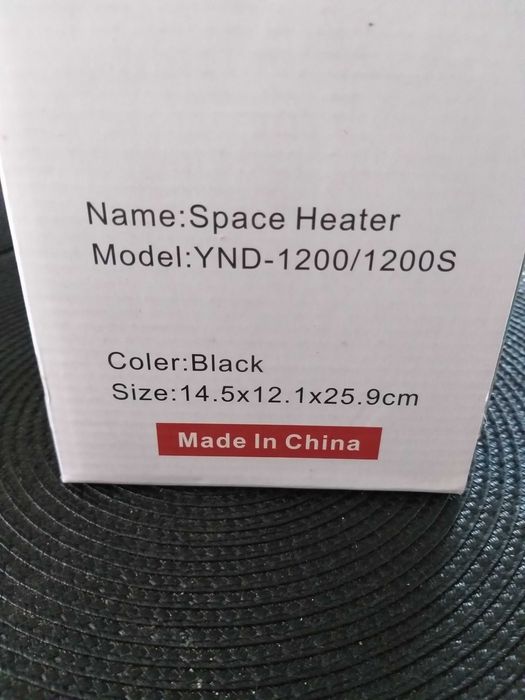 Name:Space Heater
Model:YND-1200/1200S
Coler:Black
Size:14.5x12.1x25.9cm
Made In China